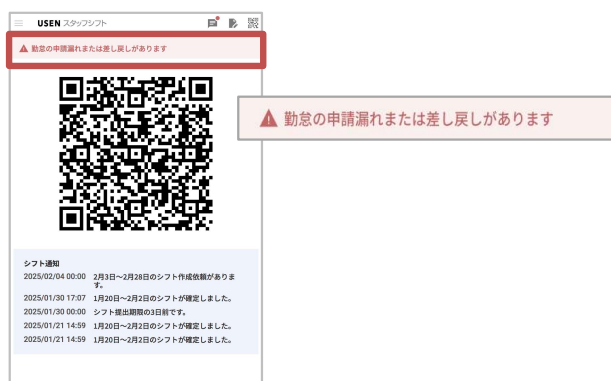 USEN スタッフシフト
勤怠の申請漏れまたは差し戻しがあります
勤怠の申請漏れまたは差し戻しがあります
シフト通知
2025/02/04 00:00 2月3日～2月28日のシフト作成依頼がありま
す。
2025/01/30 17:07 1月20日～2月2日のシフトが確定しました。
2025/01/30 00:00 シフト提出期限の3日前です。
2025/01/21 14:59 1月20日～2月2日のシフトが確定しました。
2025/01/21 14:59 1月20日～2月2日のシフトが確定しました。